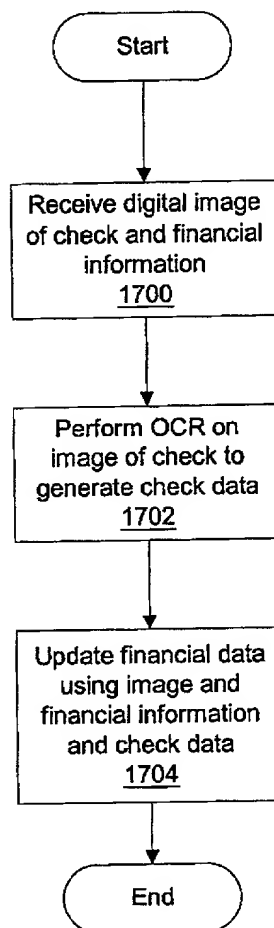 Start
Receive digital image
of check and financial
information
1700
Perform OCR on
image of check to
generate check data
1702
Update financial data
using image and
financial information
and check data
1704
End